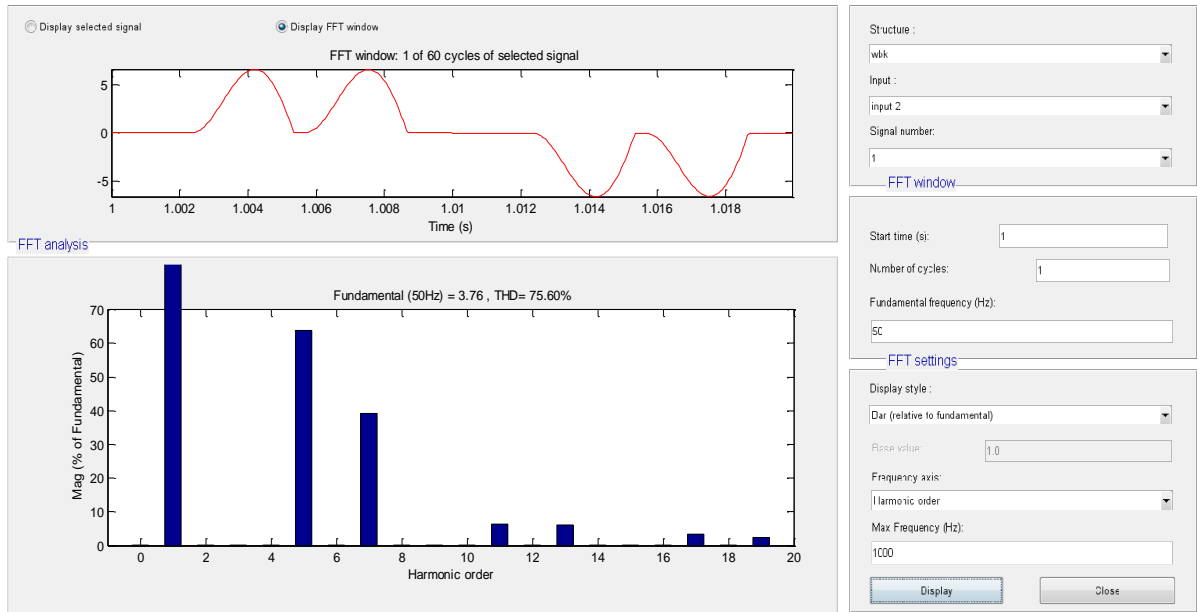 Display selected signal
Display FFT window
FFT window: 1 of 60 cycles of selected signal
5
0
-5
1 1.002 1.004 1.006 1.008 1.01 1.012 1.014 1.016 1.018
Time (s)
FFT analysis
Fundamental (50Hz) = 3.76 , THD= 75.60%
70
60
50
40
30
20
10
0
Mag (% of Fundamental)
0 2 4 6 8 10 12 14 16 18 20
Harmonic order
Structure :
wbk
Input :
input 2
Signal number:
1
FFT window
Start time (s):
1
Number of cycles:
1
Fundamental frequency (Hz):
50
FFT settings
Display style :
Bar (relative to fundamental)
Base value:
1.0
Frequency axis:
Harmonic order
Max Frequency (Hz):
1000
Display
Close